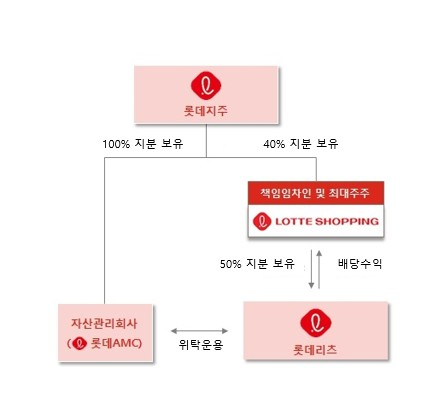 롯데지주
100% 지분 보유
40% 지분 보유
책임임차인 및 최대주주
LOTTE SHOPPING
50% 지분 보유
배당수익
자산관리회사
(롯데AMC)
위탁운용
롯데리츠